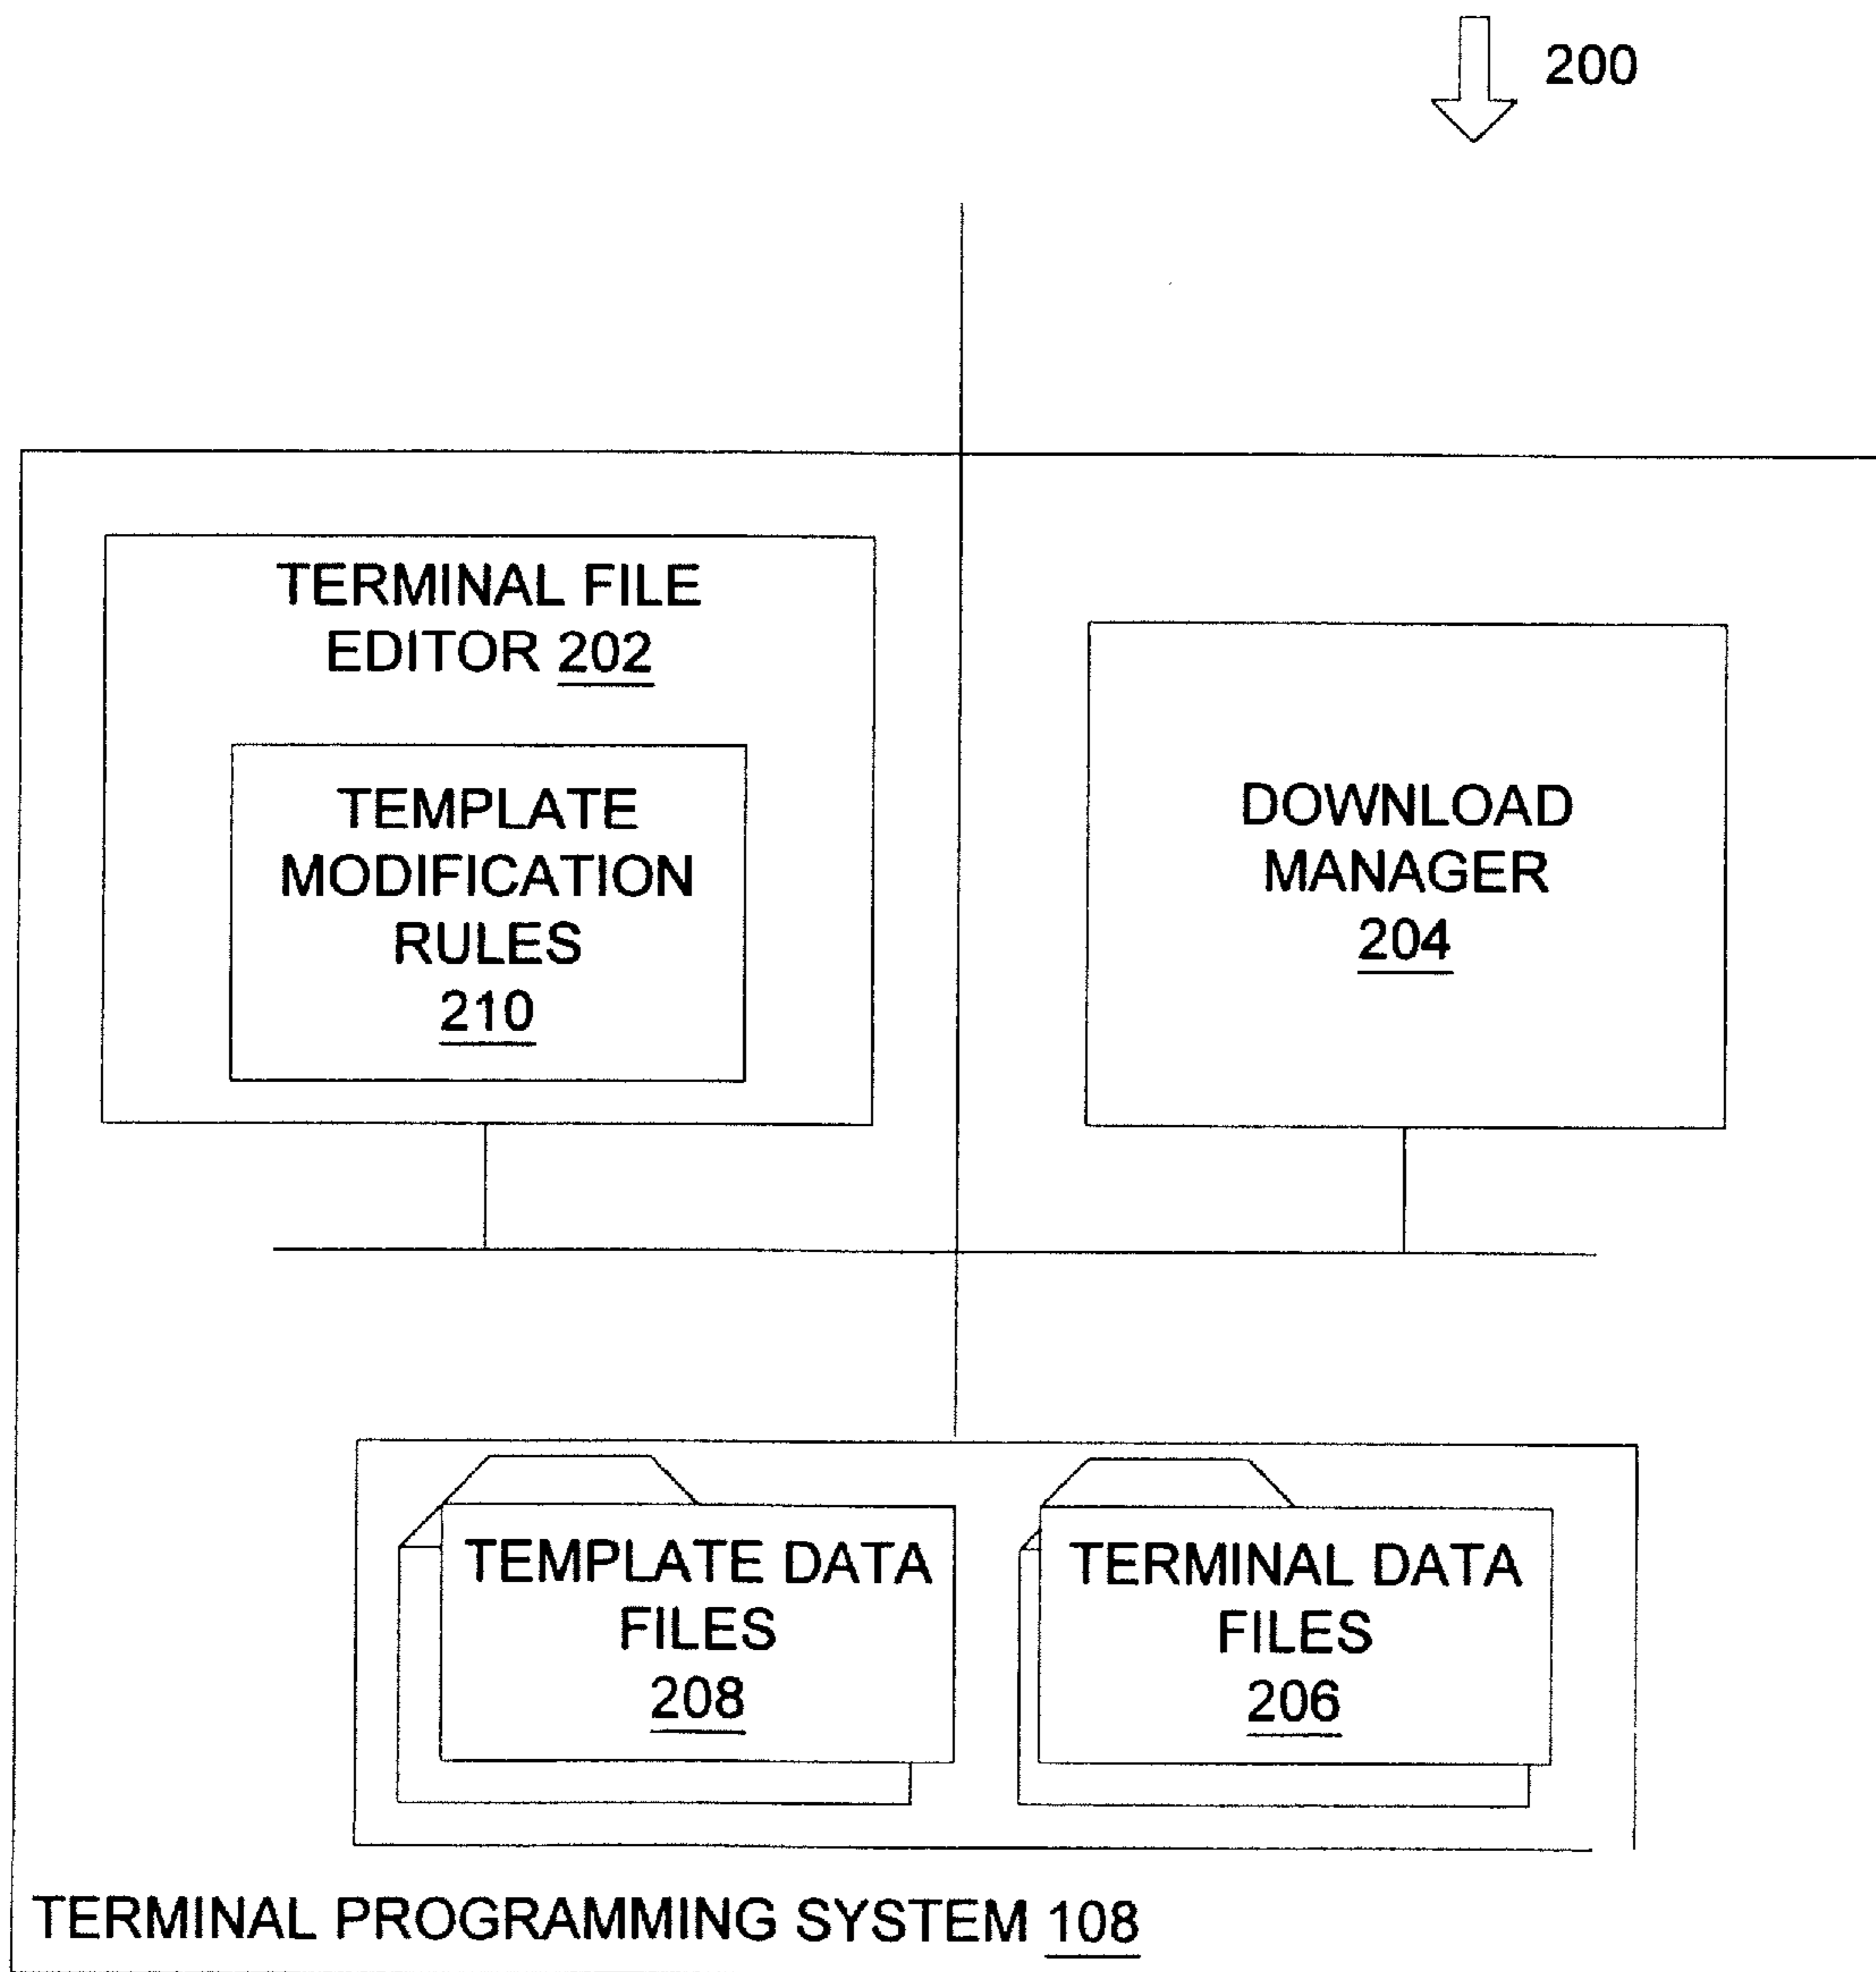 200
TERMINAL FILE
EDITOR 202
TEMPLATE
MODIFICATION
RULES
210
DOWNLOAD
MANAGER
204
TEMPLATE DATA
FILES
208
TERMINAL DATA
FILES
206
TERMINAL PROGRAMMING SYSTEM 108